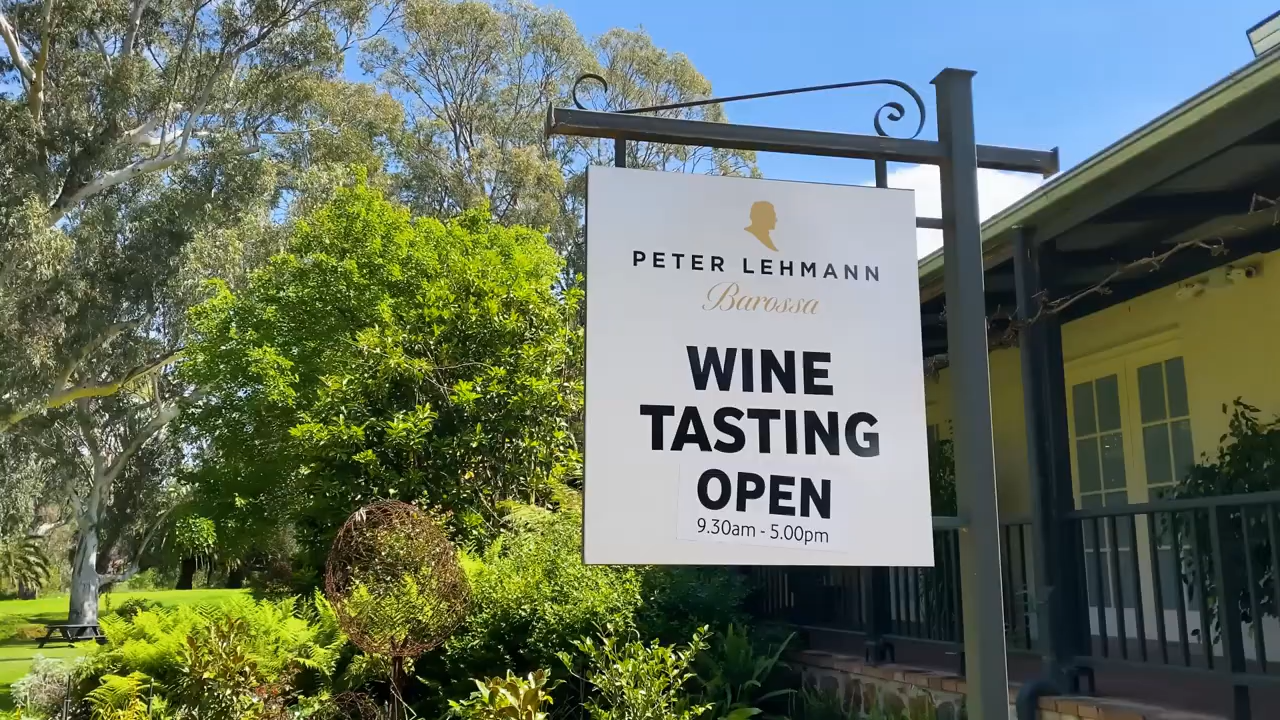 PETER LEHMANN
Barossa
WINE
TASTING
OPEN
9.30am - 5.00pm